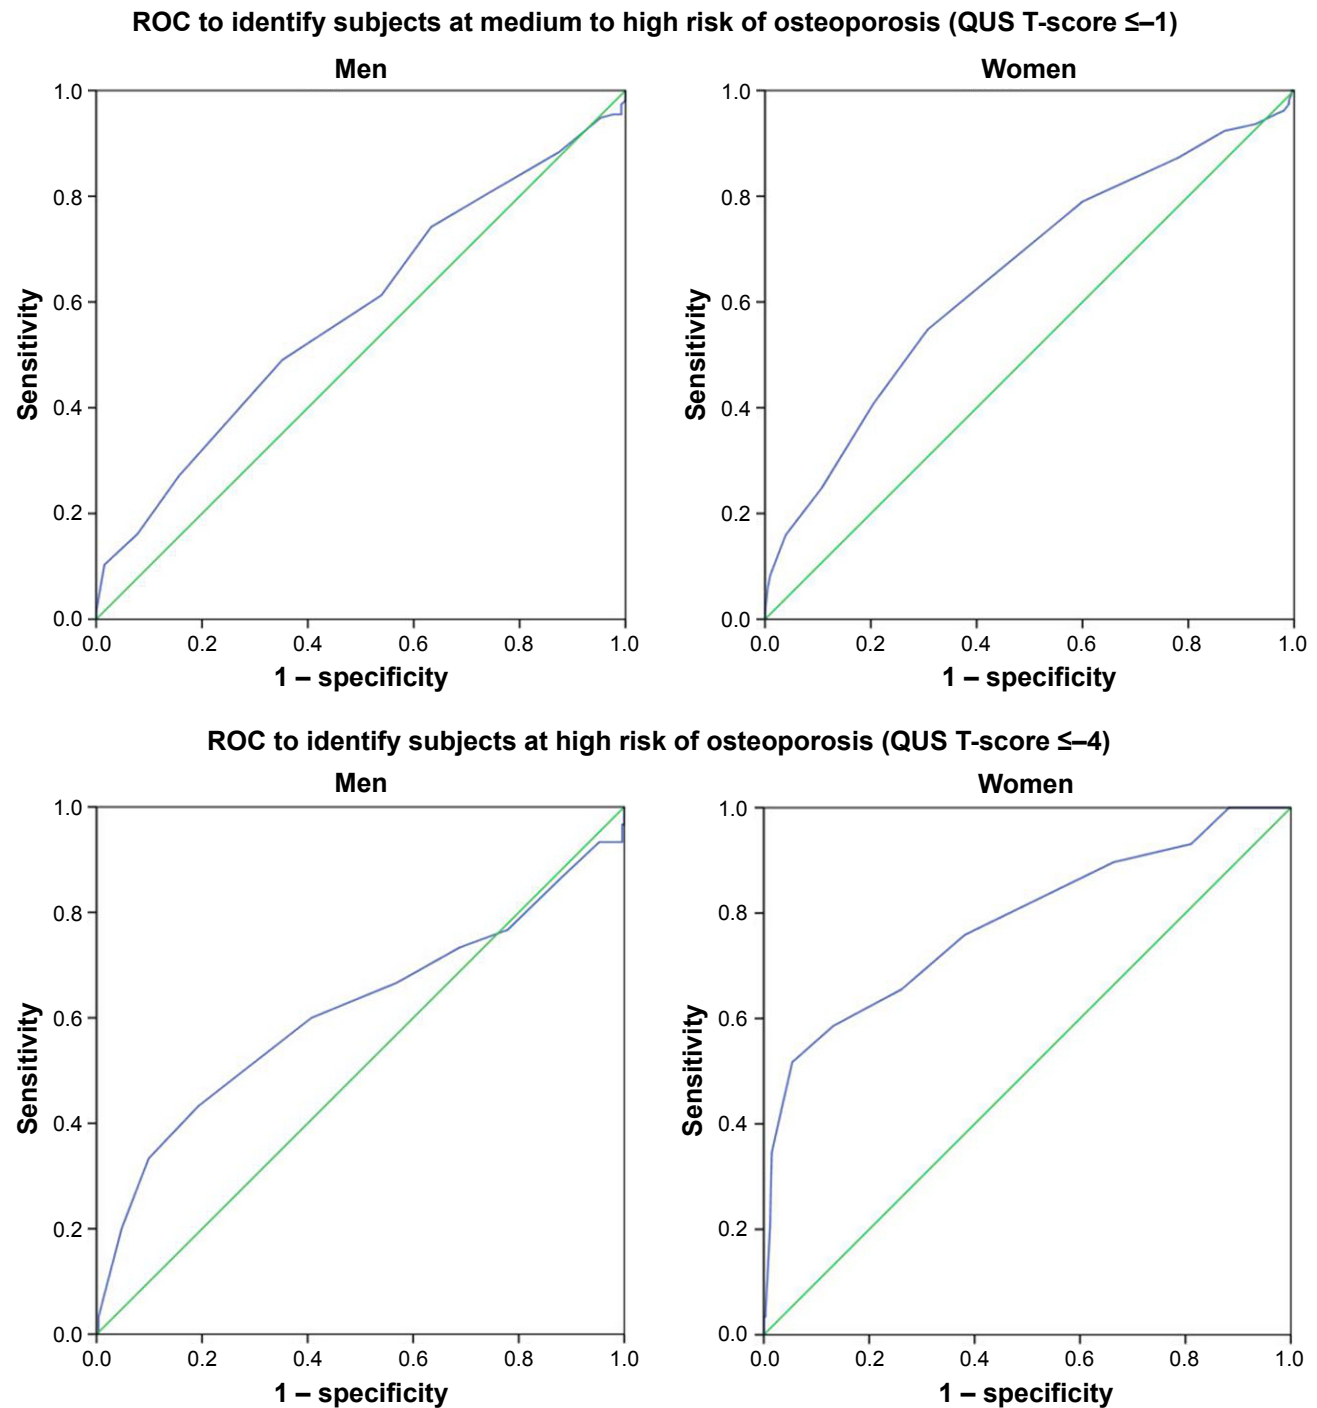 ROC to identify subjects at medium to high risk of osteoporosis (QUS T-score ≤–1)
Men
1.0
0.8
0.6
0.4
0.2
0.0
Sensitivity
0.0 0.2 0.4 0.6 0.8 1.0
1 – specificity
Women
1.0
0.8
0.6
0.4
0.2
0.0
Sensitivity
0.0 0.2 0.4 0.6 0.8 1.0
1 – specificity
ROC to identify subjects at high risk of osteoporosis (QUS T-score ≤–4)
Men
1.0
0.8
0.6
0.4
0.2
0.0
Sensitivity
0.0 0.2 0.4 0.6 0.8 1.0
1 – specificity
Women
1.0
0.8
0.6
0.4
0.2
0.0
Sensitivity
0.0 0.2 0.4 0.6 0.8 1.0
1 – specificity